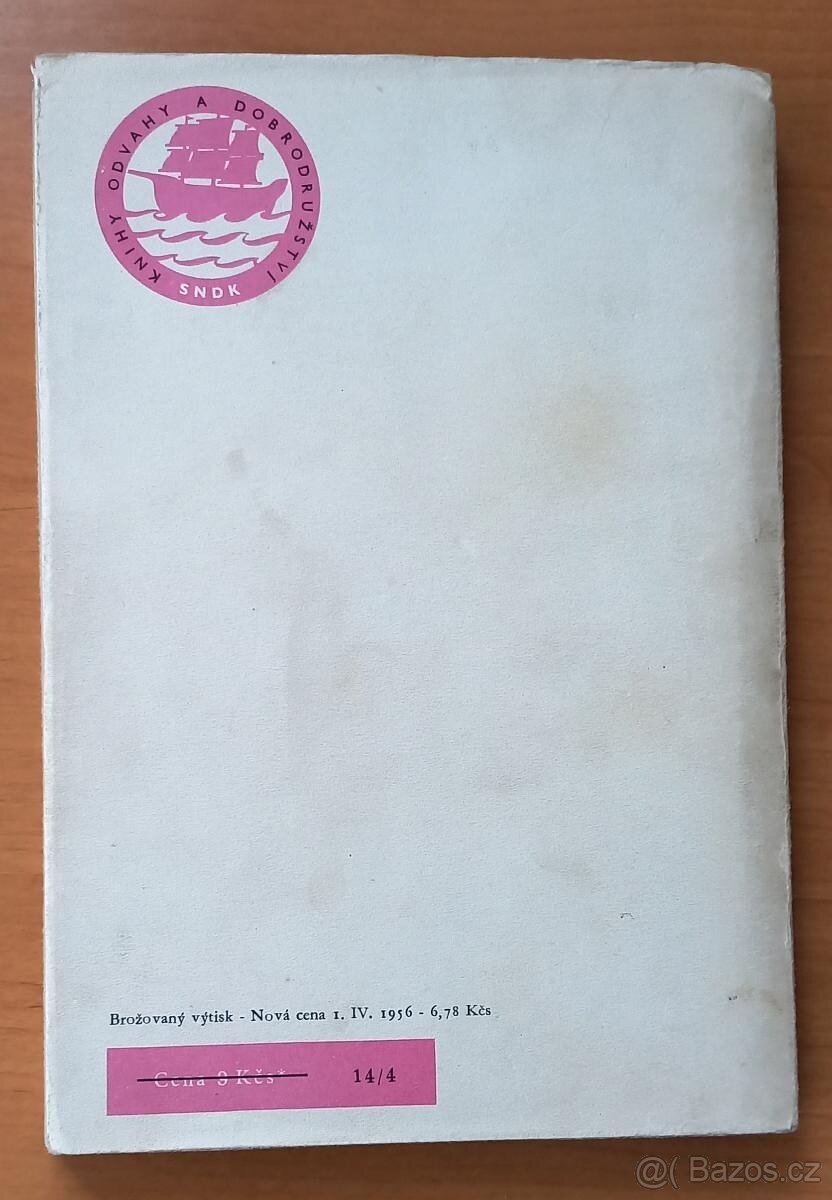 KNIHY ODVAHY A DOBRODRUŽSTVÍ
SNDK
Brožovaný výtisk - Nová cena 1. IV. 1956 - 6,78 Kčs
Cena 9 Kčs* 14/4
@( Bazos.cz